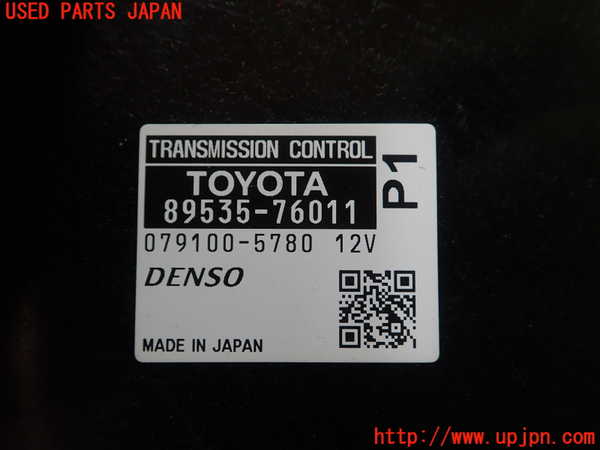 USED PARTS JAPAN
TRANSMISSION CONTROL
TOYOTA
89535-76011
P1
079100-5780 12V
DENSO
MADE IN JAPAN
http://www.upjpn.com/